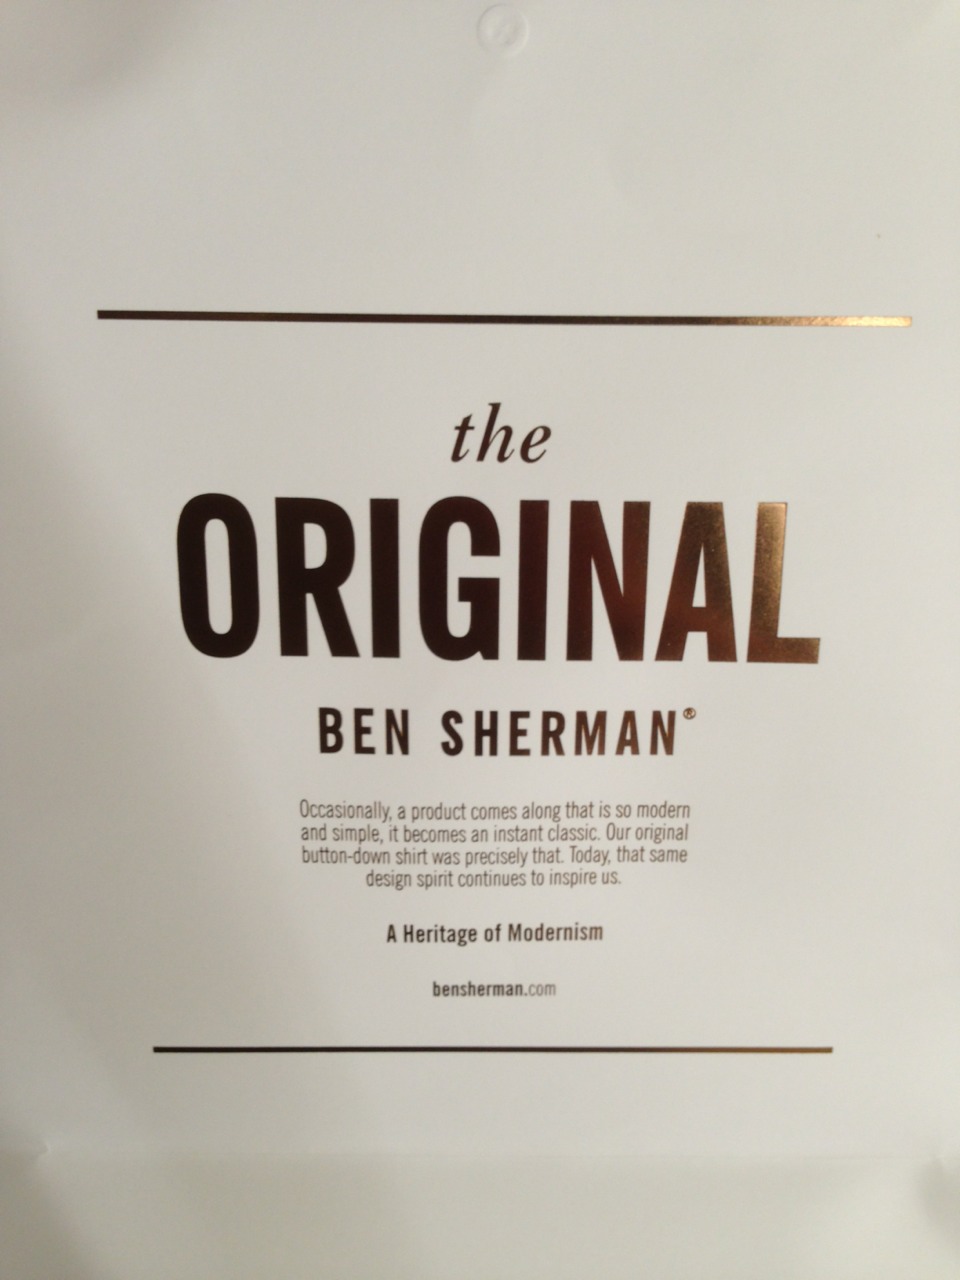 the
ORIGINAL
BEN SHERMAN®
Occasionally, a product comes along that is so modern
and simple, it becomes an instant classic. Our original
button-down shirt was precisely that. Today, that same
design spirit continues to inspire us.
A Heritage of Modernism
bensherman.com